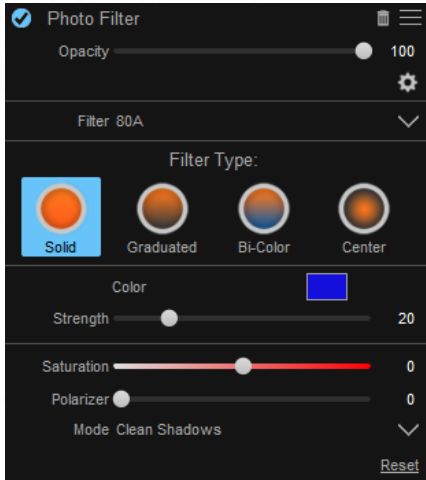 Photo Filter
Opacity 100
Filter 80A
Filter Type:
Solid Graduated Bi-Color Center
Color
Strength 20
Saturation 0
Polarizer 0
Mode Clean Shadows
Reset